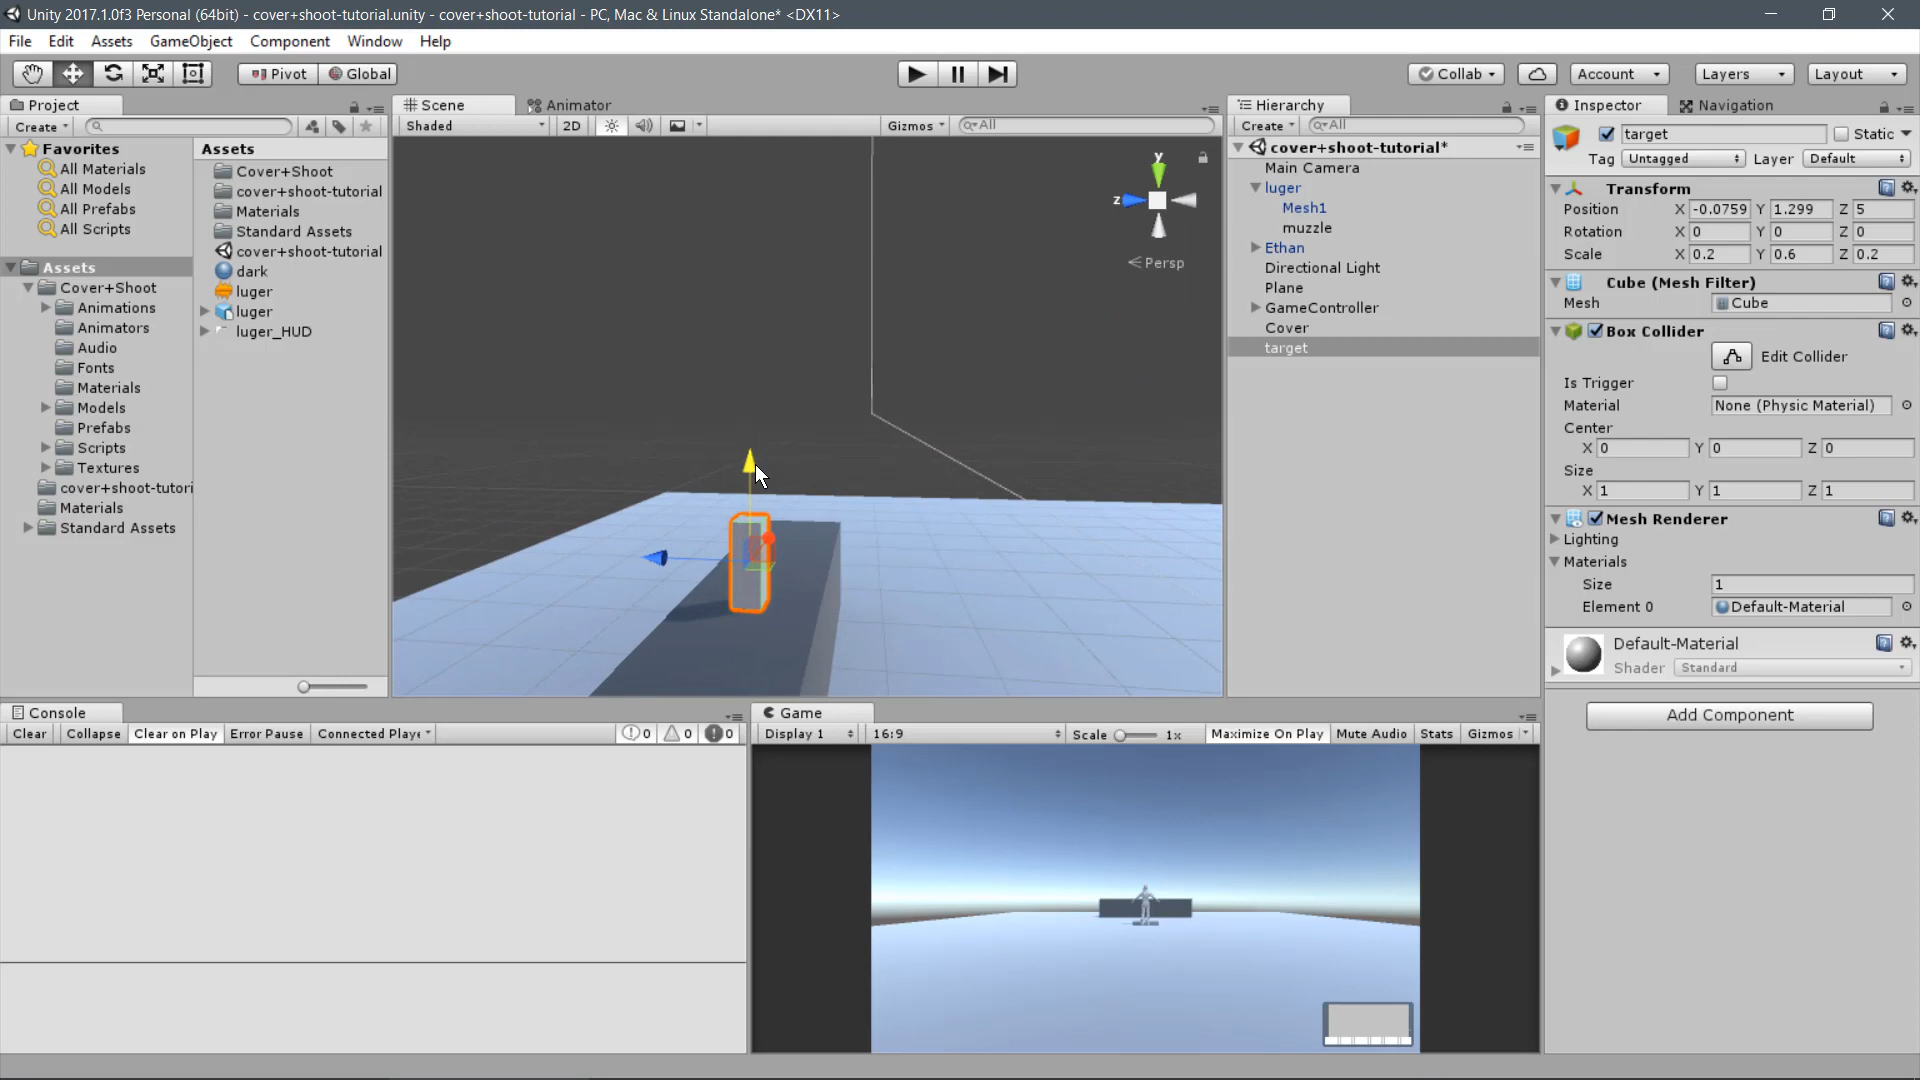 Unity 2017.1.0f3 Personal (64bit) - cover+shoot-tutorial.unity - cover+shoot-tutorial - PC, Mac & Linux Standalone* <DX11>
File Edit Assets GameObject Component Window Help
Pivot Global Collab Account Layers Layout
Project
Create
Favorites
All Materials
All Models
All Prefabs
All Scripts
Assets
Cover+Shoot
Animations
Animators
Audio
Fonts
Materials
Models
Prefabs
Scripts
Textures
cover+shoot-tutori
Materials
Standard Assets
Assets
Cover+Shoot
cover+shoot-tutorial
Materials
Standard Assets
cover+shoot-tutorial
dark
luger
luger
luger_HUD
Scene Animator
Shaded 2D Gizmos All
y
z
Persp
Hierarchy
Create All
cover+shoot-tutorial*
Main Camera
luger
Mesh1
muzzle
Ethan
Directional Light
Plane
GameController
Cover
target
Inspector Navigation
target Static
Tag Untagged Layer Default
Transform
Position X -0.0759 Y 1.299 Z 5
Rotation X 0 Y 0 Z 0
Scale X 0.2 Y 0.6 Z 0.2
Cube (Mesh Filter)
Mesh Cube
Box Collider
Edit Collider
Is Trigger
Material None (Physic Material)
Center
X 0 Y 0 Z 0
Size
X 1 Y 1 Z 1
Mesh Renderer
Lighting
Materials
Size 1
Element 0 Default-Material
Default-Material
Shader Standard
Add Component
Console
Clear Collapse Clear on Play Error Pause Connected Playe 0 0 0
Game
Display 1 16:9 Scale 1x Maximize On Play Mute Audio Stats Gizmos